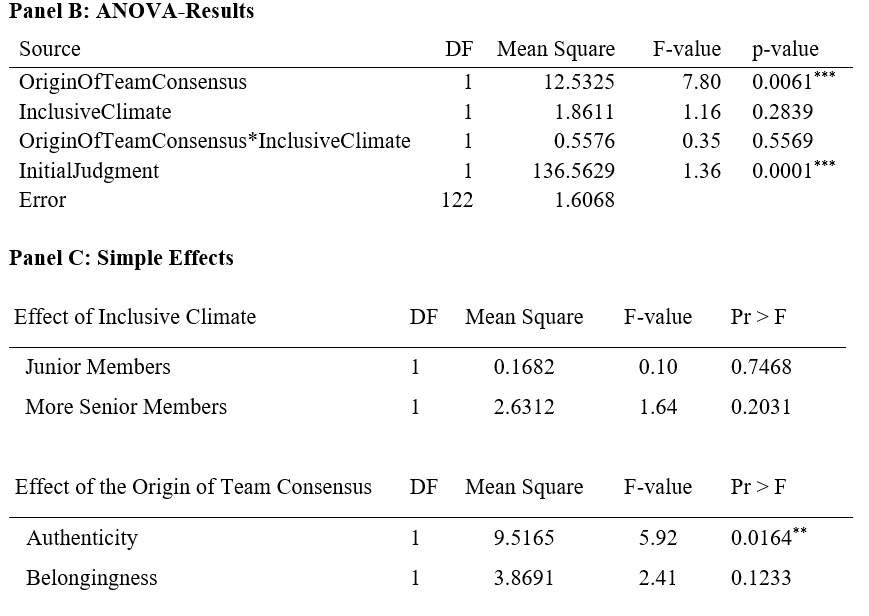 Panel B: ANOVA-Results
Source DF Mean Square F-value p-value
OriginOfTeamConsensus 1 12.5325 7.80 0.0061***
InclusiveClimate 1 1.8611 1.16 0.2839
OriginOfTeamConsensus*InclusiveClimate 1 0.5576 0.35 0.5569
InitialJudgment 1 136.5629 1.36 0.0001***
Error 122 1.6068
Panel C: Simple Effects
Effect of Inclusive Climate DF Mean Square F-value Pr > F
Junior Members 1 0.1682 0.10 0.7468
More Senior Members 1 2.6312 1.64 0.2031
Effect of the Origin of Team Consensus DF Mean Square F-value Pr > F
Authenticity 1 9.5165 5.92 0.0164**
Belongingness 1 3.8691 2.41 0.1233